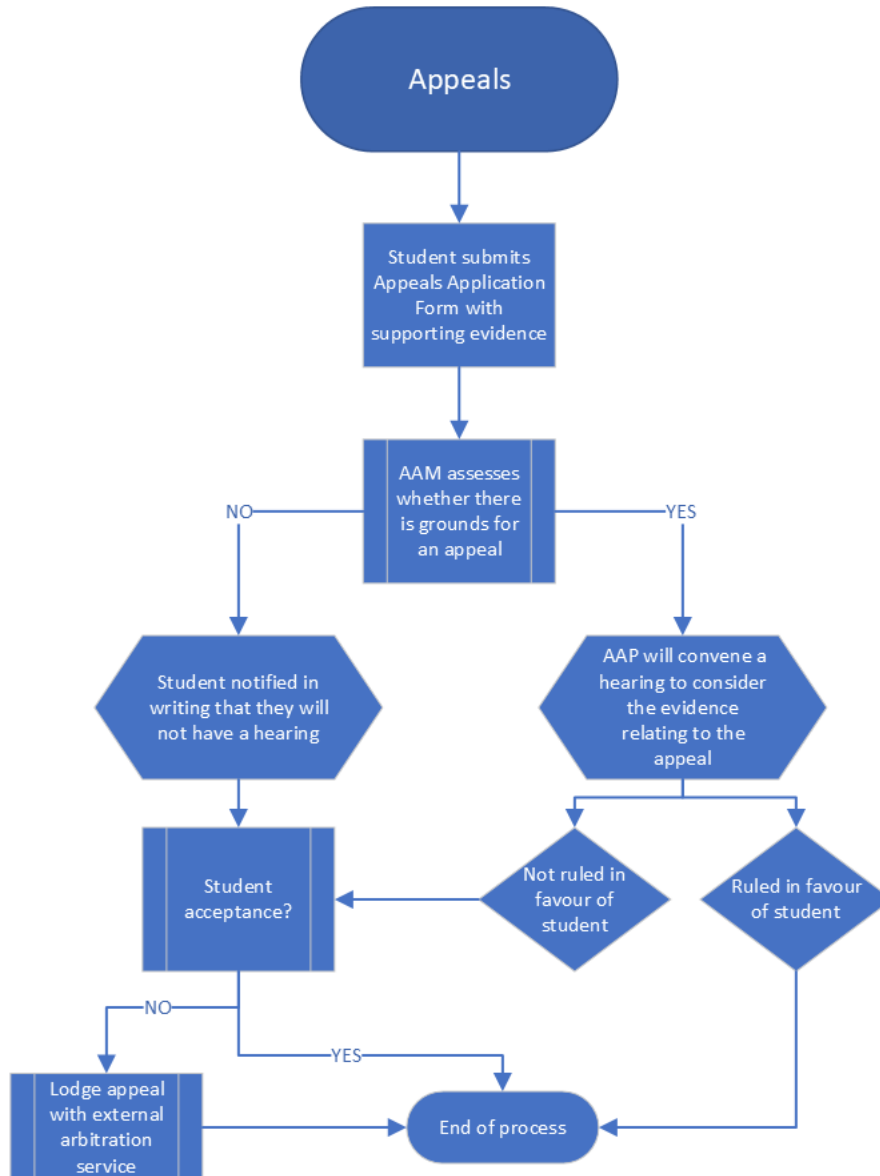 Appeals
Student submits
Appeals Application
Form with
supporting evidence
AAM assesses
whether there
is grounds for
an appeal
NO
YES
Student notified in
writing that they will
not have a hearing
AAP will convene a
hearing to consider
the evidence
relating to the
appeal
Student
acceptance?
Not ruled in
favour of
student
Ruled in favour
of student
NO
YES
Lodge appeal
with external
arbitration
service
End of process